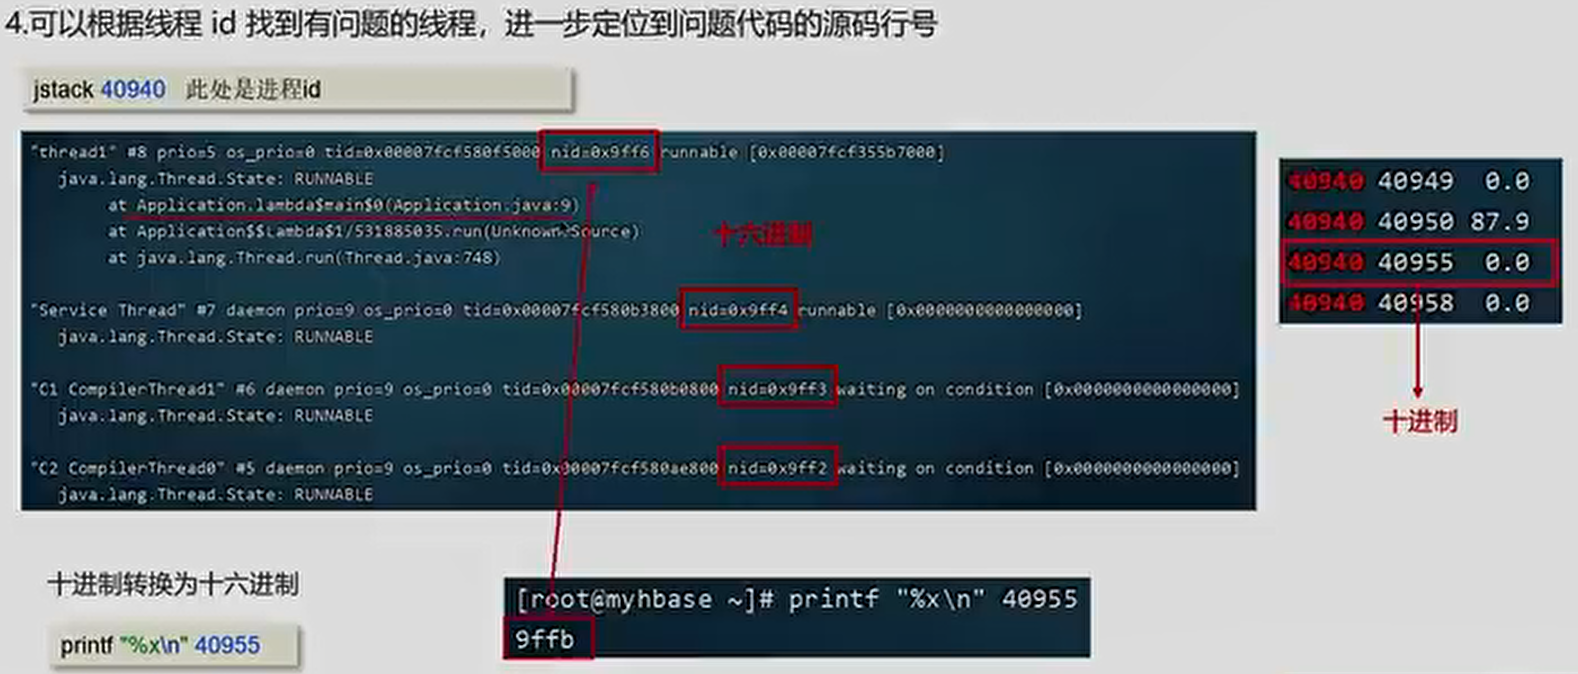 4.可以根据线程 id 找到有问题的线程，进一步定位到问题代码的源码行号
jstack 40940 此处是进程id
"thread1" #8 prio=5 os_prio=0 tid=0x00007fcf580f5000 nid=0x9ff6 runnable [0x00007fcf355b7000]
java.lang.Thread.State: RUNNABLE
at Application.lambda$main$0(Application.java:9)
at Application$$Lambda$1/531885035.run(Unknown Source)
at java.lang.Thread.run(Thread.java:748)
十六进制
"Service Thread" #7 daemon prio=9 os_prio=0 tid=0x00007fcf580b3800 nid=0x9ff4 runnable [0x0000000000000000]
java.lang.Thread.State: RUNNABLE
"C1 CompilerThread1" #6 daemon prio=9 os_prio=0 tid=0x00007fcf580b0800 nid=0x9ff3 waiting on condition [0x0000000000000000]
java.lang.Thread.State: RUNNABLE
"C2 CompilerThread0" #5 daemon prio=9 os_prio=0 tid=0x00007fcf580ae800 nid=0x9ff2 waiting on condition [0x0000000000000000]
java.lang.Thread.State: RUNNABLE
40940 40949 0.0
40940 40950 87.9
40940 40955 0.0
40940 40958 0.0
十进制
十进制转换为十六进制
printf "%x\n" 40955
[root@myhbase ~]# printf "%x\n" 40955
9ffb